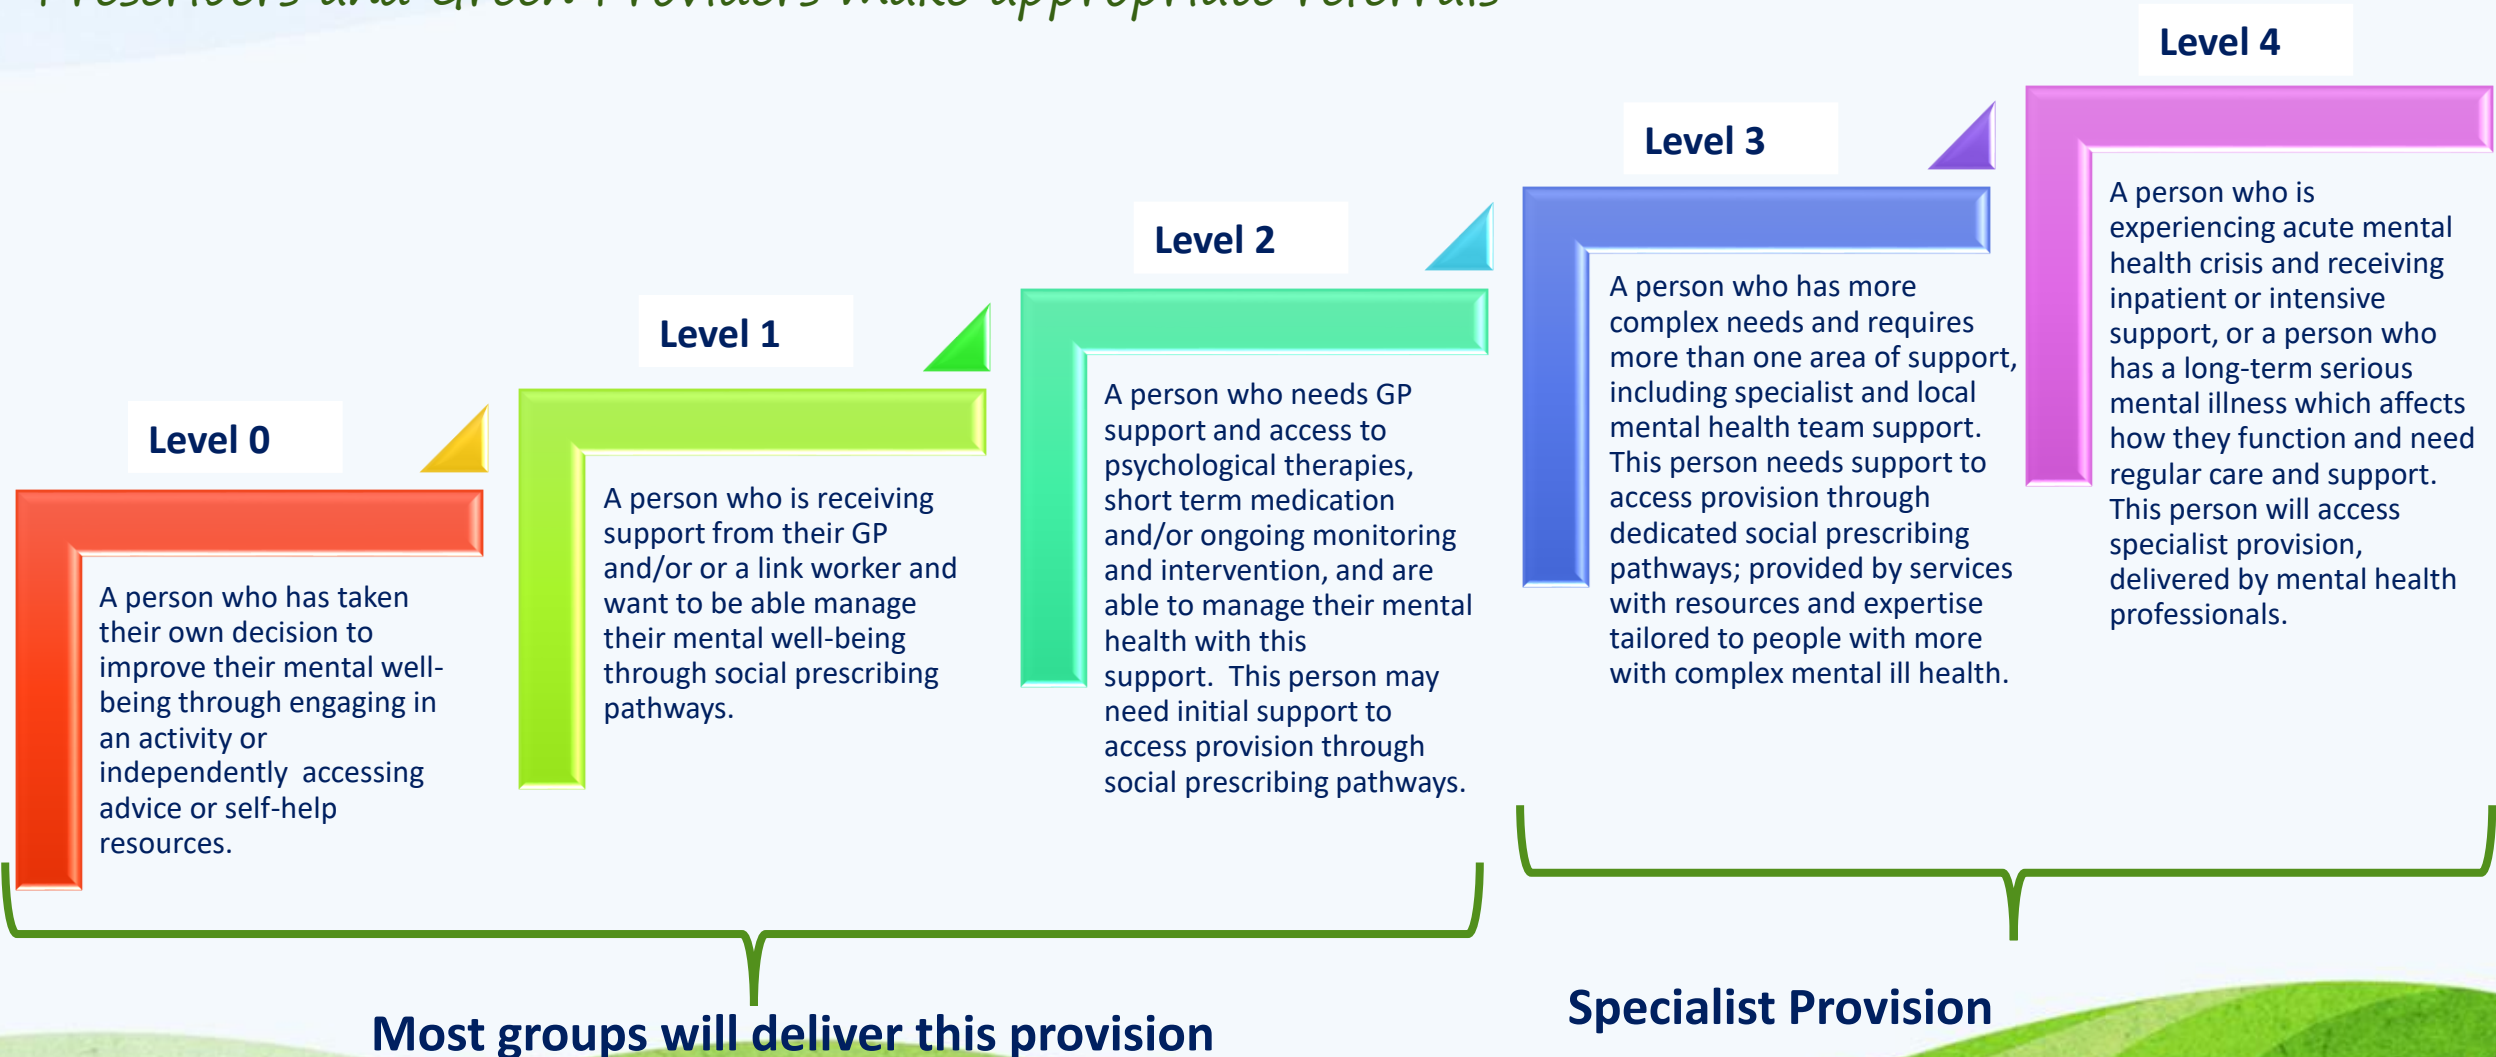 Prescribers and Green Providers make appropriate referrals
Level 0
A person who has taken
their own decision to
improve their mental well-
being through engaging in
an activity or
independently  accessing
advice or self-help
resources.
Level 1
A person who is receiving
support from their GP
and/or or a link worker and
want to be able manage
their mental well-being
through social prescribing
pathways.
Level 2
A person who needs GP
support and access to
psychological therapies,
short term medication
and/or ongoing monitoring
and intervention, and are
able to manage their mental
health with this
support.  This person may
need initial support to
access provision through
social prescribing pathways.
Level 3
A person who has more
complex needs and requires
more than one area of support,
including specialist and local
mental health team support.
This person needs support to
access provision through
dedicated social prescribing
pathways; provided by services
with resources and expertise
tailored to people with more
with complex mental ill health.
Level 4
A person who is
experiencing acute mental
health crisis and receiving
inpatient or intensive
support, or a person who
has a long-term serious
mental illness which affects
how they function and need
regular care and support.
This person will access
specialist provision,
delivered by mental health
professionals.
Most groups will deliver this provision
Specialist Provision